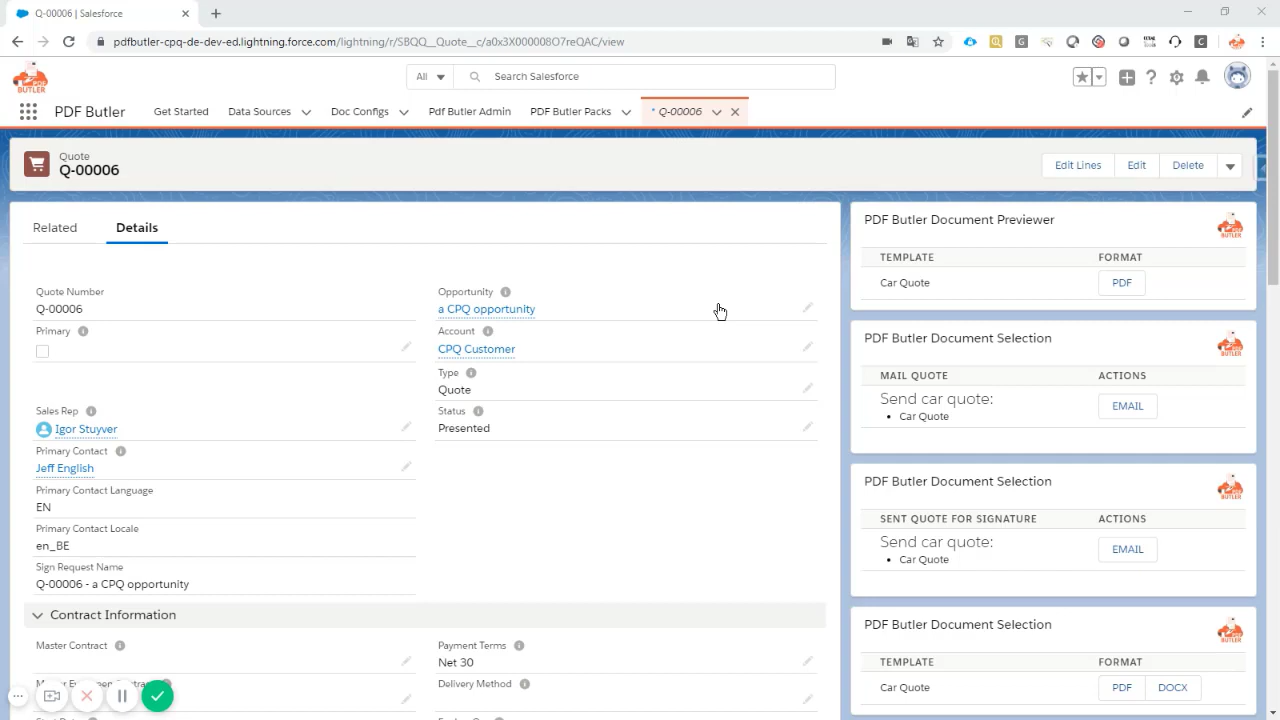 Q-00006 | Salesforce
pdfbutler-cpq-de-dev-ed.lightning.force.com/lightning/r/SBQQ__Quote__c/a0x3X000008O7reQAC/view
All Search Salesforce
PDF Butler Get Started Data Sources Doc Configs Pdf Butler Admin PDF Butler Packs * Q-00006
Quote
Q-00006
Edit Lines Edit Delete
Related Details
Quote Number
Q-00006
Primary
Sales Rep
Igor Stuyver
Primary Contact
Jeff English
Primary Contact Language
EN
Primary Contact Locale
en_BE
Sign Request Name
Q-00006 - a CPQ opportunity
Opportunity
a CPQ opportunity
Account
CPQ Customer
Type
Quote
Status
Presented
Contract Information
Master Contract
Payment Terms
Net 30
Delivery Method
PDF Butler Document Previewer
BUTLER
TEMPLATE FORMAT
Car Quote PDF
PDF Butler Document Selection
BUTLER
MAIL QUOTE ACTIONS
Send car quote:
• Car Quote
EMAIL
PDF Butler Document Selection
BUTLER
SENT QUOTE FOR SIGNATURE ACTIONS
Send car quote:
• Car Quote
EMAIL
PDF Butler Document Selection
BUTLER
TEMPLATE FORMAT
Car Quote PDF DOCX